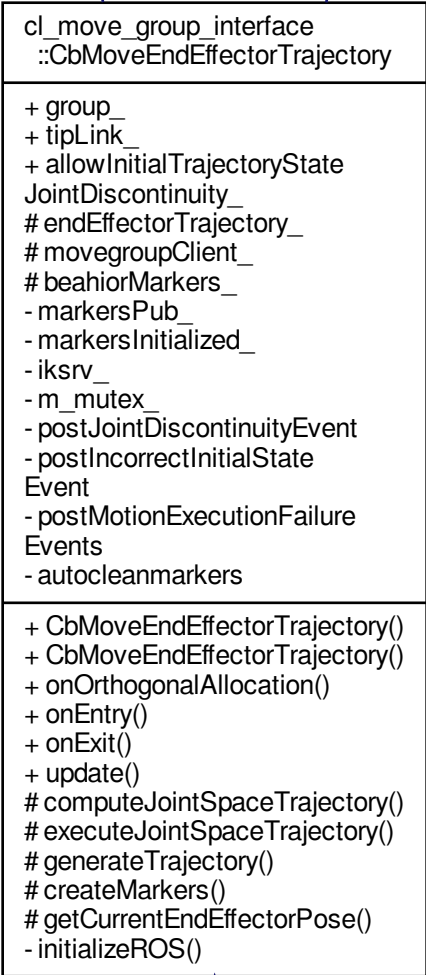 cl_move_group_interface
::CbMoveEndEffectorTrajectory
+ group_
+ tipLink_
+ allowInitialTrajectoryState
JointDiscontinuity_
# endEffectorTrajectory_
# movegroupClient_
# beahiorMarkers_
- markersPub_
- markersInitialized_
- iksrv_
- m_mutex_
- postJointDiscontinuityEvent
- postIncorrectInitialState
Event
- postMotionExecutionFailure
Events
- autocleanmarkers
+ CbMoveEndEffectorTrajectory()
+ CbMoveEndEffectorTrajectory()
+ onOrthogonalAllocation()
+ onEntry()
+ onExit()
+ update()
# computeJointSpaceTrajectory()
# executeJointSpaceTrajectory()
# generateTrajectory()
# createMarkers()
# getCurrentEndEffectorPose()
- initializeROS()